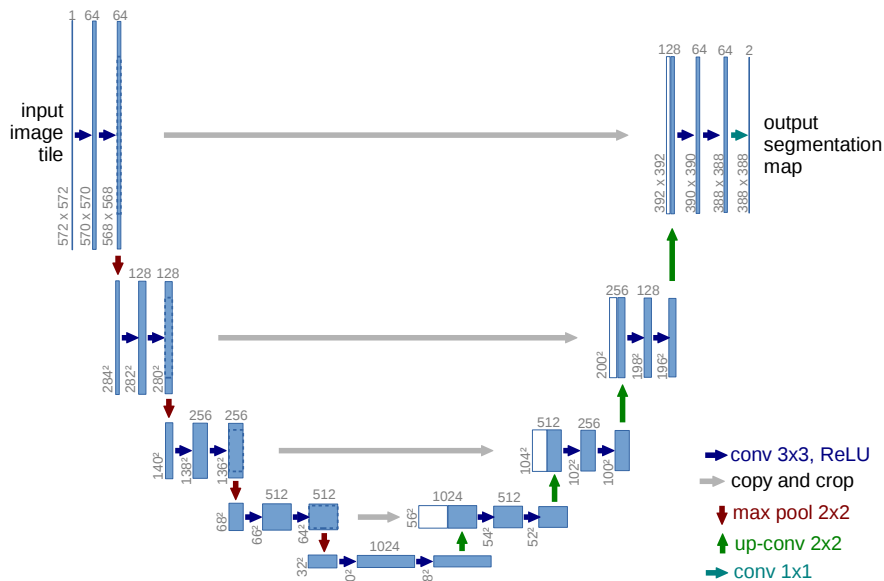 1 64 64
128 64 64 2
input
image
tile
output
segmentation
map
572 x 572
570 x 570
568 x 568
392 x 392
390 x 390
388 x 388
388 x 388
128 128
256 128
284²
282²
280²
200²
198²
196²
256 256
512 256
140²
138²
136²
104²
102²
100²
512 512
1024 512
68²
66²
64²
56²
54²
52²
1024
32²
0²
8²
conv 3x3, ReLU
copy and crop
max pool 2x2
up-conv 2x2
conv 1x1